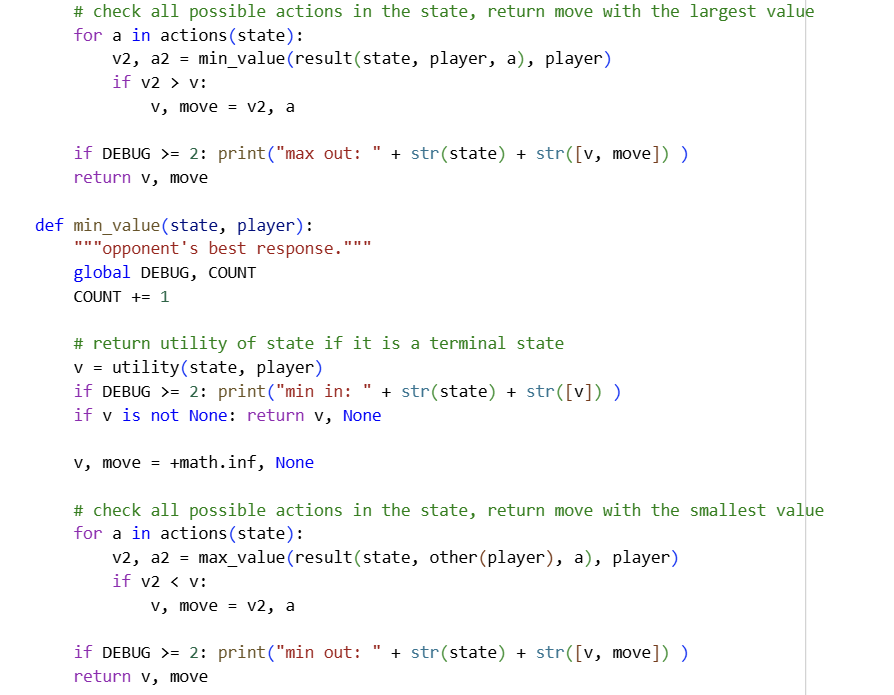 # check all possible actions in the state, return move with the largest value
    for a in actions(state):
        v2, a2 = min_value(result(state, player, a), player)
        if v2 > v:
            v, move = v2, a

    if DEBUG >= 2: print("max out: " + str(state) + str([v, move]) )
    return v, move

def min_value(state, player):
    """opponent's best response."""
    global DEBUG, COUNT
    COUNT += 1

    # return utility of state if it is a terminal state
    v = utility(state, player)
    if DEBUG >= 2: print("min in: " + str(state) + str([v]) )
    if v is not None: return v, None

    v, move = +math.inf, None

    # check all possible actions in the state, return move with the smallest value
    for a in actions(state):
        v2, a2 = max_value(result(state, other(player), a), player)
        if v2 < v:
            v, move = v2, a

    if DEBUG >= 2: print("min out: " + str(state) + str([v, move]) )
    return v, move